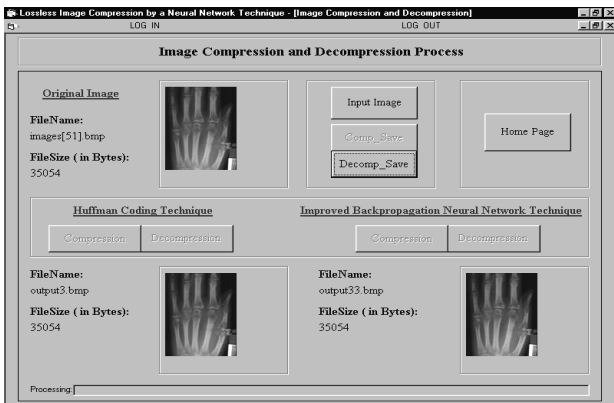 Lossless Image Compression by a Neural Network Technique - [Image Compression and Decompression]
LOG IN LOG OUT
Image Compression and Decompression Process
Original Image
FileName:
images[51].bmp
FileSize ( in Bytes):
35054
Input Image
Comp_Save
Decomp_Save
Home Page
Huffman Coding Technique
Compression Decompression
Improved Backpropagation Neural Network Technique
Compression Decompression
FileName:
output3.bmp
FileSize ( in Bytes):
35054
FileName:
output33.bmp
FileSize ( in Bytes):
35054
Processing: